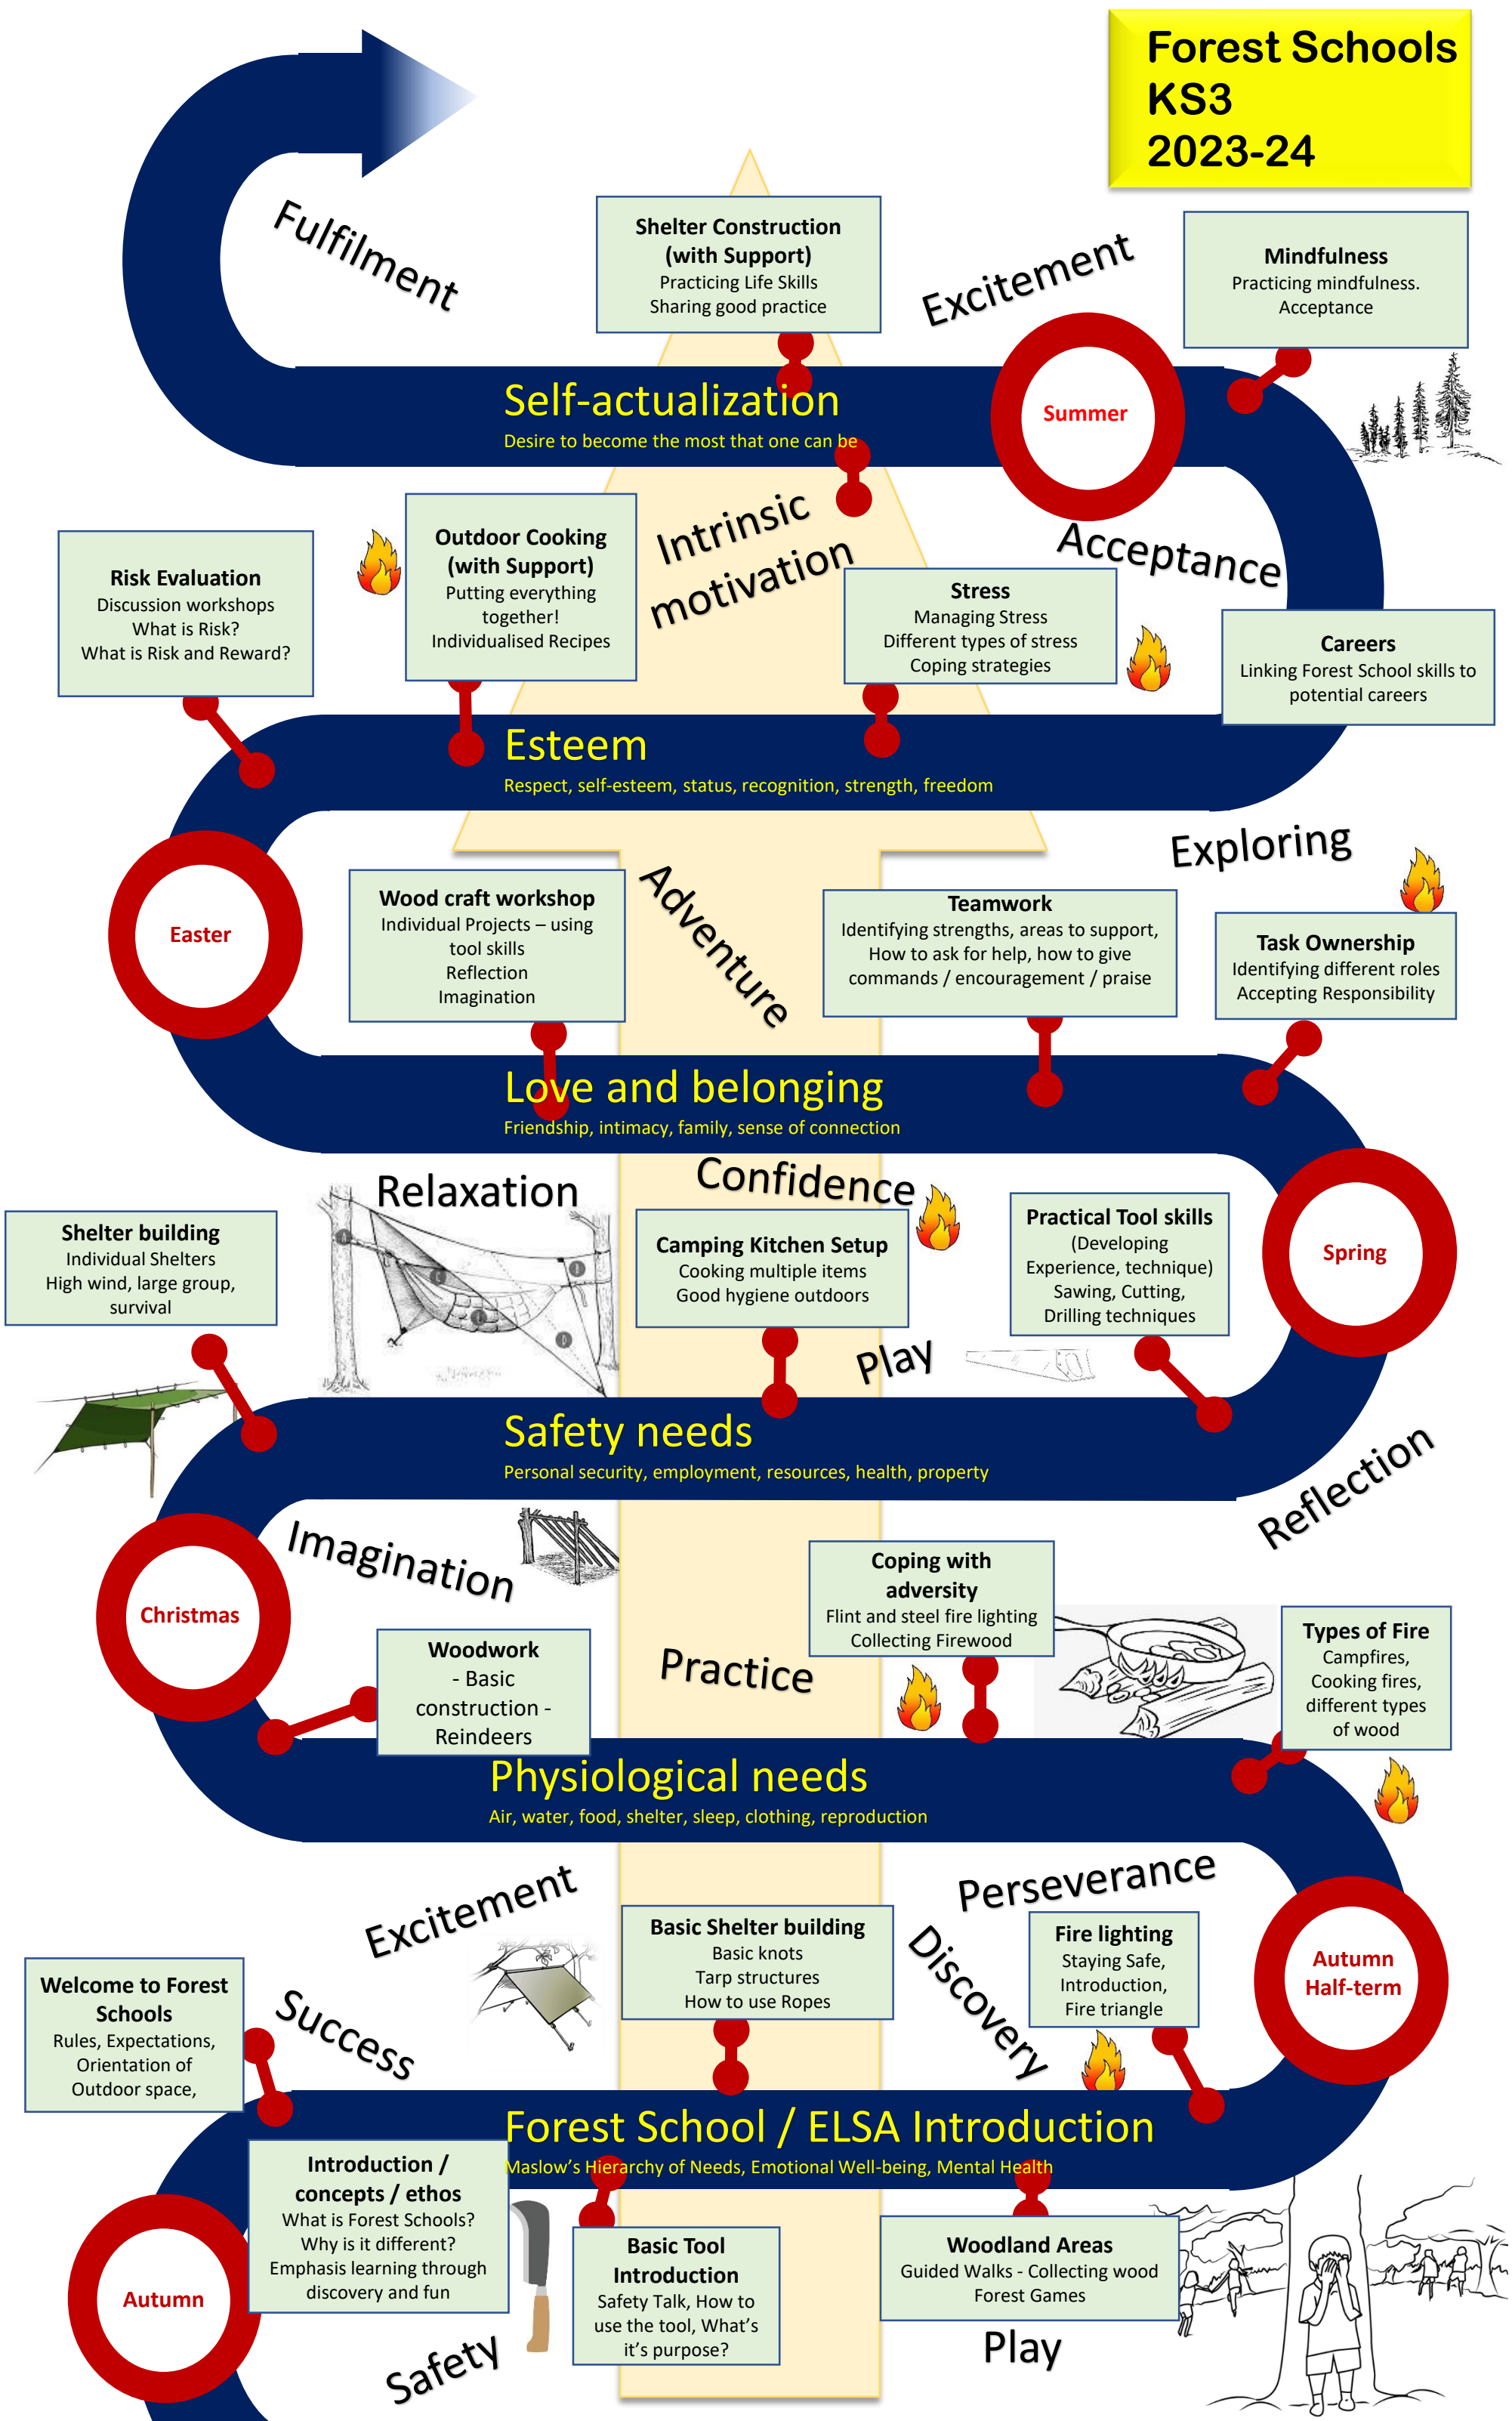 Forest Schools
KS3
2023-24
Fulfilment
Shelter Construction
(with Support)
Practicing Life Skills
Sharing good practice
Excitement
Mindfulness
Practicing mindfulness.
Acceptance
Self-actualization
Desire to become the most that one can be
Summer
Risk Evaluation
Discussion workshops
What is Risk?
What is Risk and Reward?
Outdoor Cooking
(with Support)
Putting everything
together!
Individualised Recipes
Intrinsic
motivation
Stress
Managing Stress
Different types of stress
Coping strategies
Acceptance
Careers
Linking Forest School skills to
potential careers
Esteem
Respect, self-esteem, status, recognition, strength, freedom
Easter
Wood craft workshop
Individual Projects – using
tool skills
Reflection
Imagination
Adventure
Teamwork
Identifying strengths, areas to support,
How to ask for help, how to give
commands / encouragement / praise
Exploring
Task Ownership
Identifying different roles
Accepting Responsibility
Love and belonging
Friendship, intimacy, family, sense of connection
Shelter building
Individual Shelters
High wind, large group,
survival
Relaxation
Confidence
Camping Kitchen Setup
Cooking multiple items
Good hygiene outdoors
Play
Practical Tool skills
(Developing
Experience, technique)
Sawing, Cutting,
Drilling techniques
Spring
Safety needs
Personal security, employment, resources, health, property
Reflection
Christmas
Imagination
Woodwork
- Basic
construction -
Reindeers
Practice
Coping with
adversity
Flint and steel fire lighting
Collecting Firewood
Types of Fire
Campfires,
Cooking fires,
different types
of wood
Physiological needs
Air, water, food, shelter, sleep, clothing, reproduction
Welcome to Forest
Schools
Rules, Expectations,
Orientation of
Outdoor space,
Success
Excitement
Basic Shelter building
Basic knots
Tarp structures
How to use Ropes
Discovery
Perseverance
Fire lighting
Staying Safe,
Introduction,
Fire triangle
Autumn
Half-term
Forest School / ELSA Introduction
Maslow's Hierarchy of Needs, Emotional Well-being, Mental Health
Autumn
Introduction /
concepts / ethos
What is Forest Schools?
Why is it different?
Emphasis learning through
discovery and fun
Safety
Basic Tool
Introduction
Safety Talk, How to
use the tool, What's
it's purpose?
Woodland Areas
Guided Walks - Collecting wood
Forest Games
Play